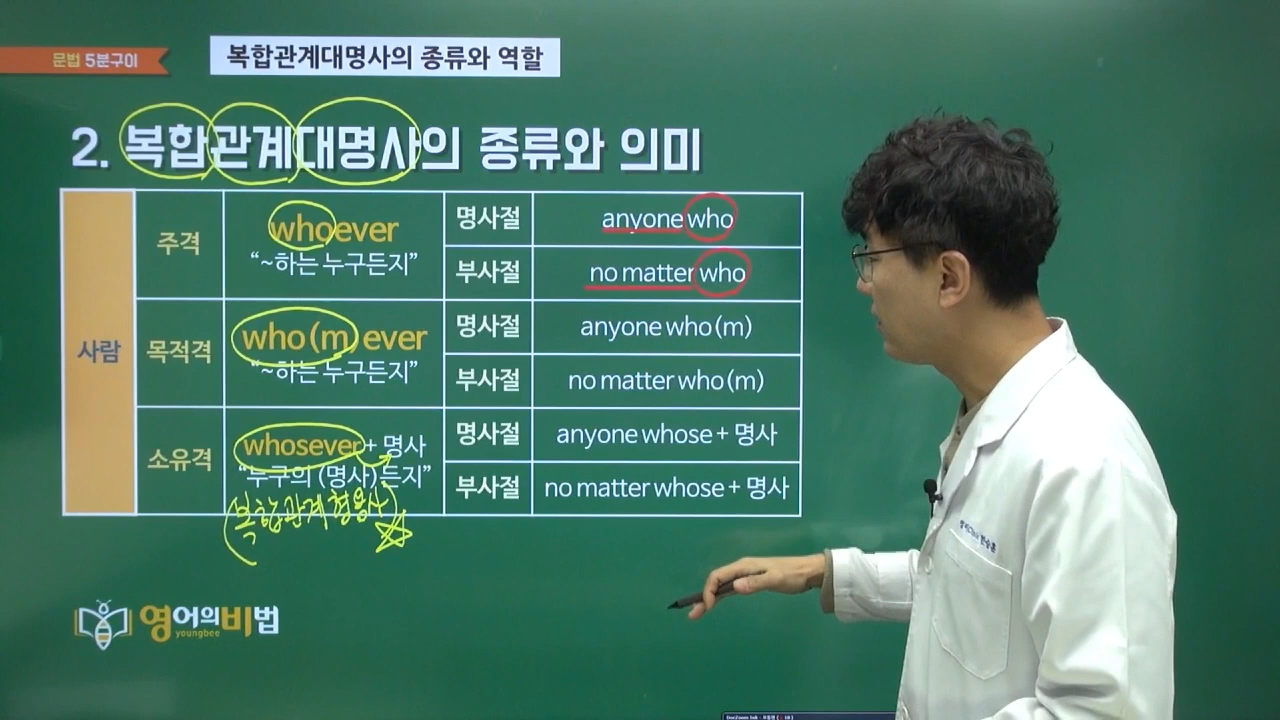 문법 5분구이
복합관계대명사의 종류와 역할
2. 복합관계대명사의 종류와 의미
사람
주격
whoever
“~하는 누구든지”
명사절
anyone who
부사절
no matter who
목적격
who(m)ever
“~하는 누구든지”
명사절
anyone who(m)
부사절
no matter who(m)
소유격
whosever + 명사
“누구의 (명사)든지”
명사절
anyone whose + 명사
부사절
no matter whose + 명사
(복합관계형용사)
영어의비법
youngbee